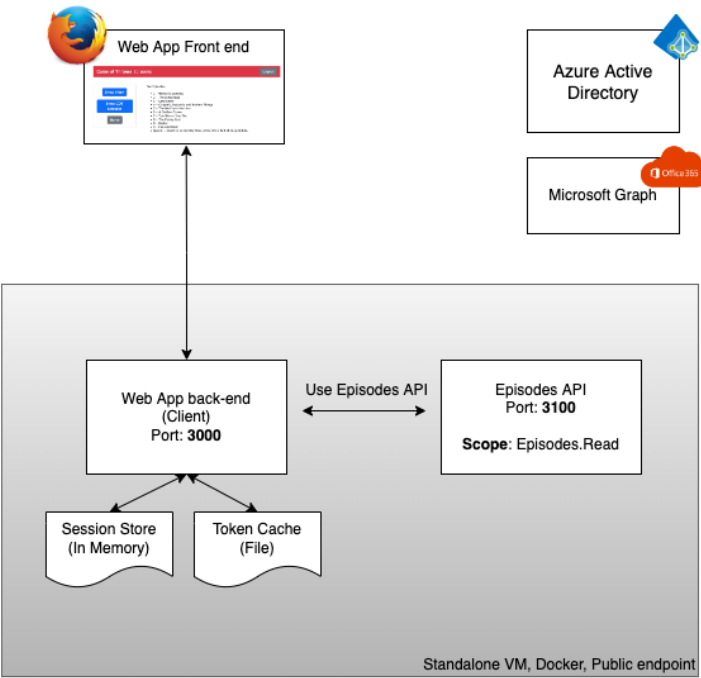 Web App Front end
Azure Active
Directory
Office 365
Microsoft Graph
Web App back-end
(Client)
Port: 3000
Use Episodes API
Episodes API
Port: 3100
Scope: Episodes.Read
Session Store
(In Memory)
Token Cache
(File)
Standalone VM, Docker, Public endpoint